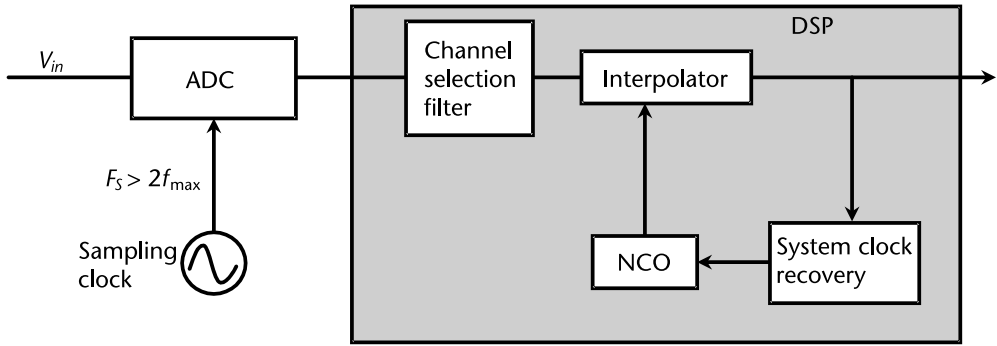 DSP
V_in
ADC
Channel
selection
filter
Interpolator
F_S > 2f_max
Sampling
clock
NCO
System clock
recovery